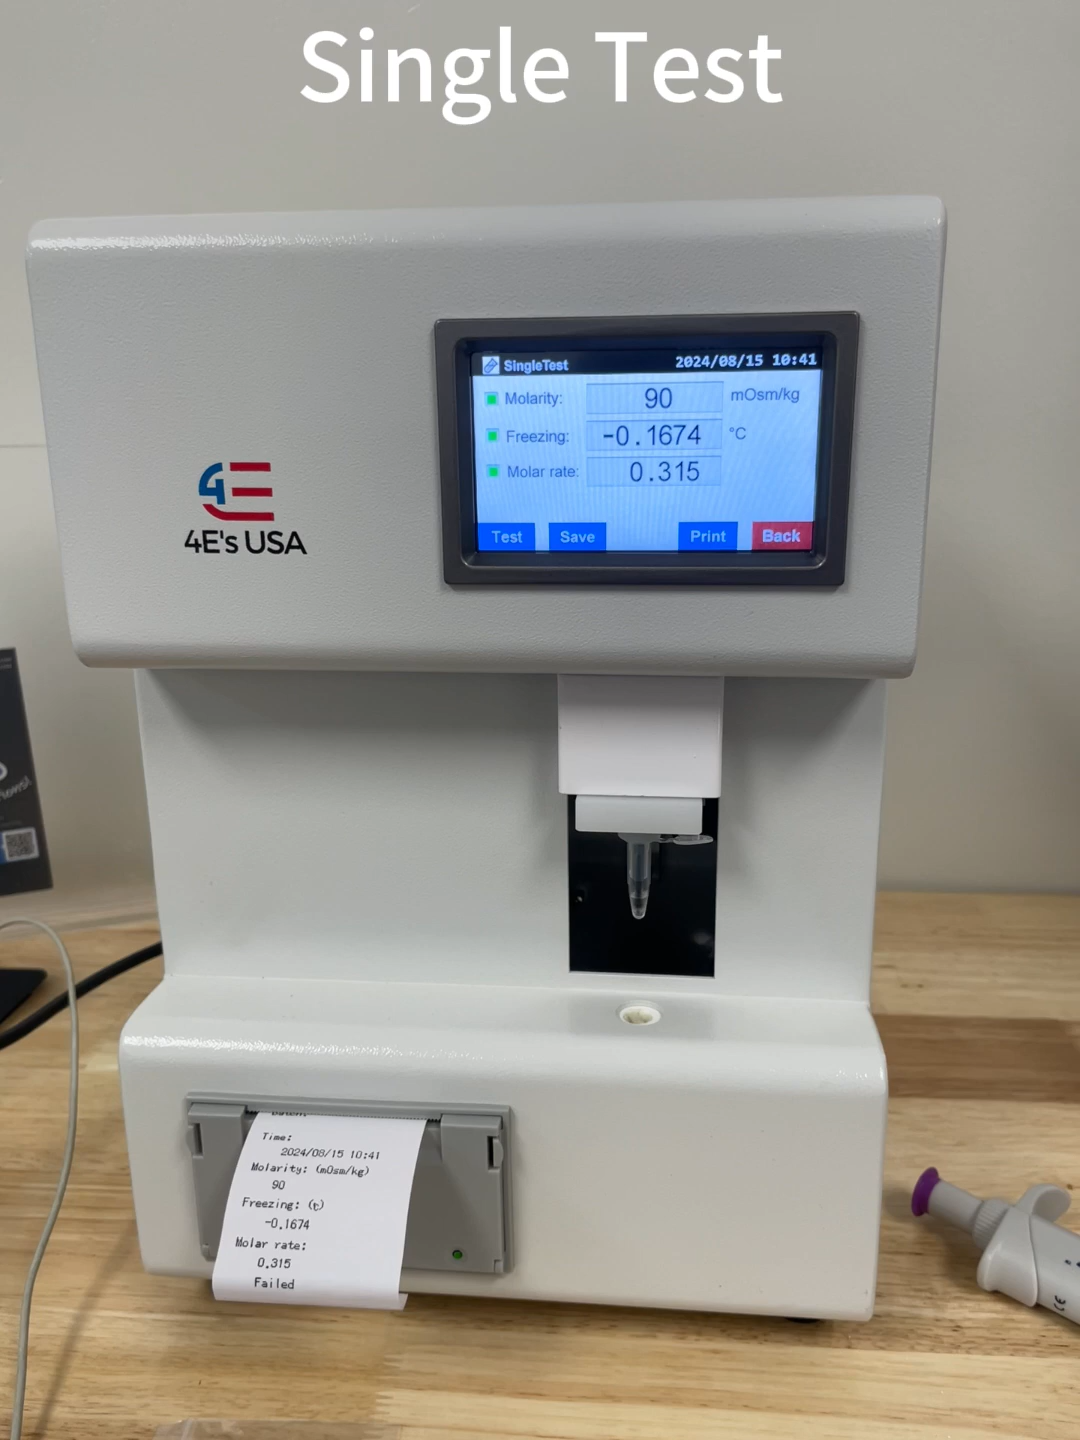 Single Test
SingleTest 2024/08/15 10:41
Molarity: 90 mOsm/kg
Freezing: -0.1674 °C
Molar rate: 0.315
Test Save Print Back
4E
4E's USA
Time:
2024/08/15 10:41
Molarity: (mOsm/kg)
90
Freezing: (t)
-0.1674
Molar rate:
0.315
Failed
CE